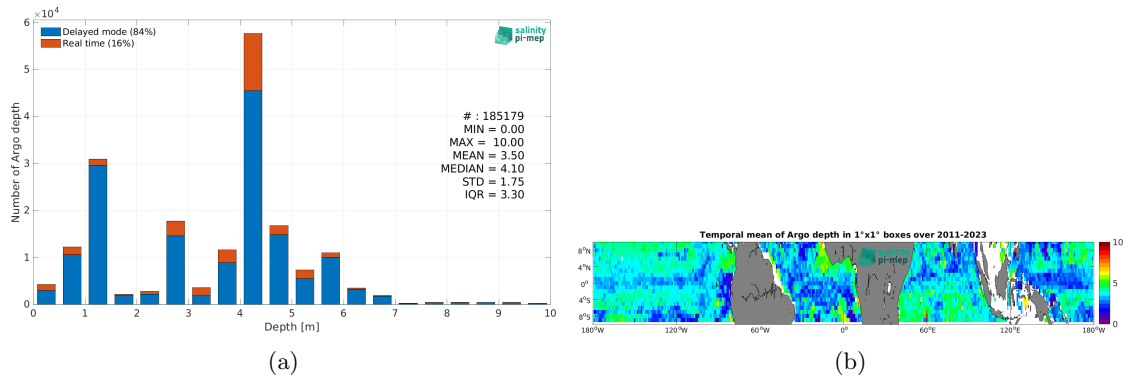 ×10⁴
6
5
4
3
2
1
0
Number of Argo depth
Delayed mode (84%)
Real time (16%)
salinity
pi-mep
# : 185179
MIN = 0.00
MAX = 10.00
MEAN = 3.50
MEDIAN = 4.10
STD = 1.75
IQR = 3.30
0 1 2 3 4 5 6 7 8 9 10
Depth [m]
(a)
Temporal mean of Argo depth in 1°x1° boxes over 2011-2023
salinity
pi-mep
8°N
4°N
0°
4°S
8°S
180°W 120°W 60°W 0° 60°E 120°E 180°W
10
5
0
(b)